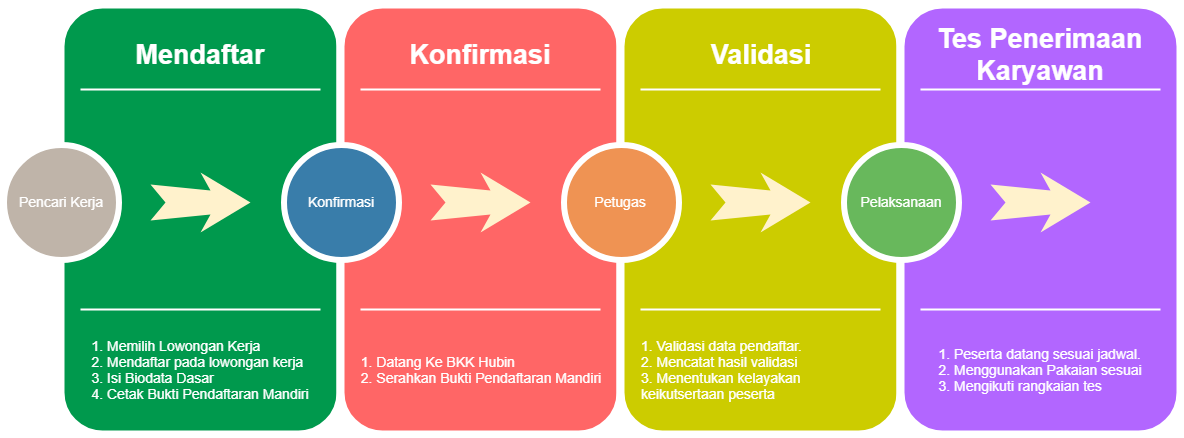 Mendaftar
Konfirmasi
Validasi
Tes Penerimaan
Karyawan
Pencari Kerja
Konfirmasi
Petugas
Pelaksanaan
1. Memilih Lowongan Kerja
2. Mendaftar pada lowongan kerja
3. Isi Biodata Dasar
4. Cetak Bukti Pendaftaran Mandiri
1. Datang Ke BKK Hubin
2. Serahkan Bukti Pendaftaran Mandiri
1. Validasi data pendaftar.
2. Mencatat hasil validasi
3. Menentukan kelayakan
keikutsertaan peserta
1. Peserta datang sesuai jadwal.
2. Menggunakan Pakaian sesuai
3. Mengikuti rangkaian tes